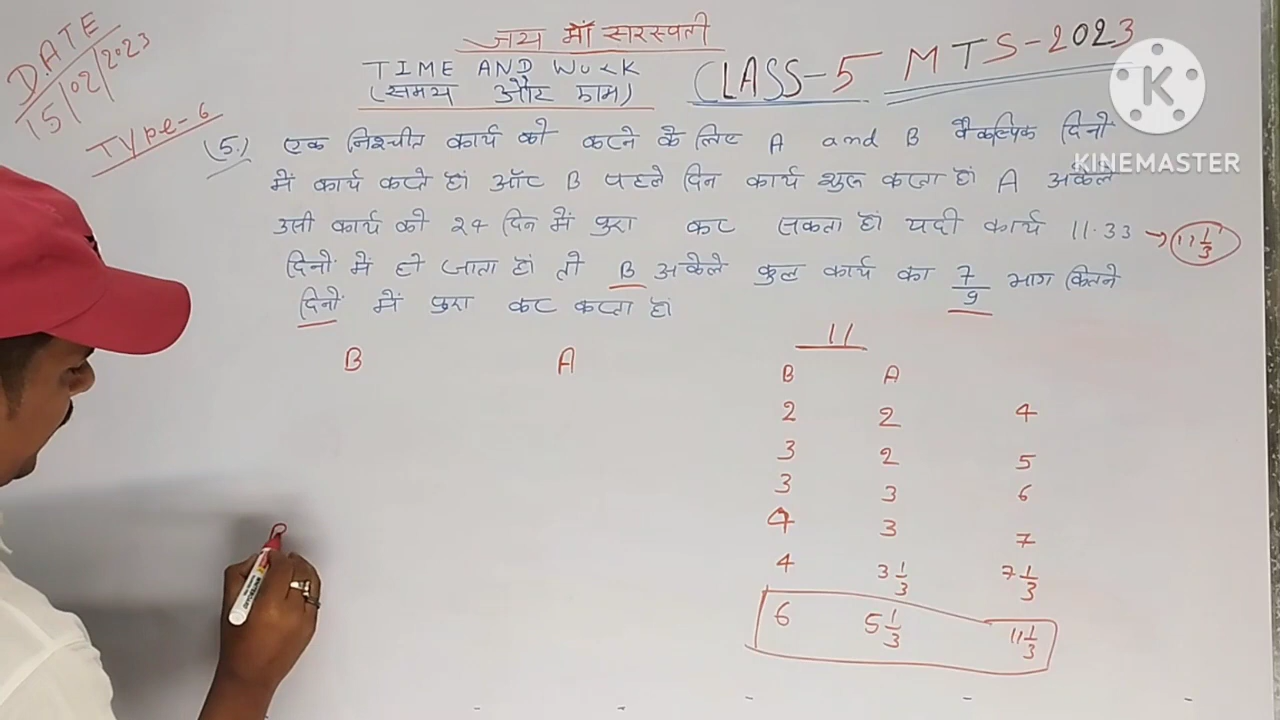 DATE
15/02/2023
Type-6
जय माँ सरस्वती
TIME AND WORK
(समय और काम)
CLASS-5 MTS-2023
K
KINEMASTER
(5.) एक निश्चीत कार्य को करने के लिए A and B वैकल्पिक दिनों
में कार्य करते हां और B पहले दिन कार्य शुरू करता हां A अकेले
उसी कार्य को 24 दिन में पुरा कर सकता हां यदी कार्य 11.33 → 11 1/3
दिनों में हो जाता हां तो B अकेले कुल कार्य का 7/9 भाग कितने
दिनों में पुरा कर करता हां
B A
11
B A
2 2 4
3 2 5
3 3 6
4 3 7
4 3 1/3 7 1/3
6 5 1/3 11 1/3